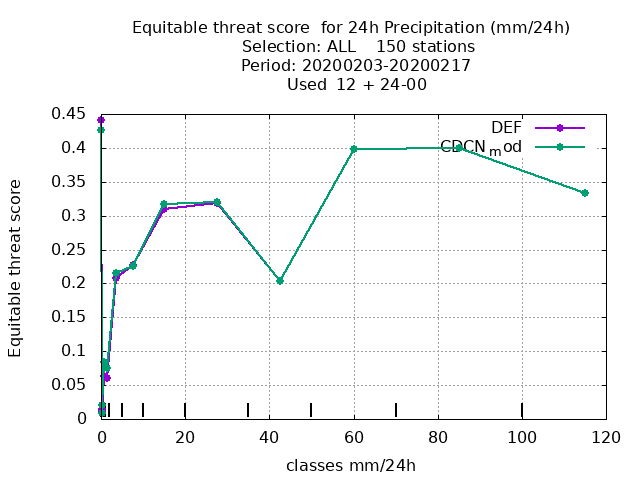 Equitable threat score  for 24h Precipitation (mm/24h)
Selection: ALL    150 stations
Period: 20200203-20200217
Used  12 + 24-00
DEF
CDCN_mod
Equitable threat score
0.45
0.4
0.35
0.3
0.25
0.2
0.15
0.1
0.05
0
0 20 40 60 80 100 120
classes mm/24h